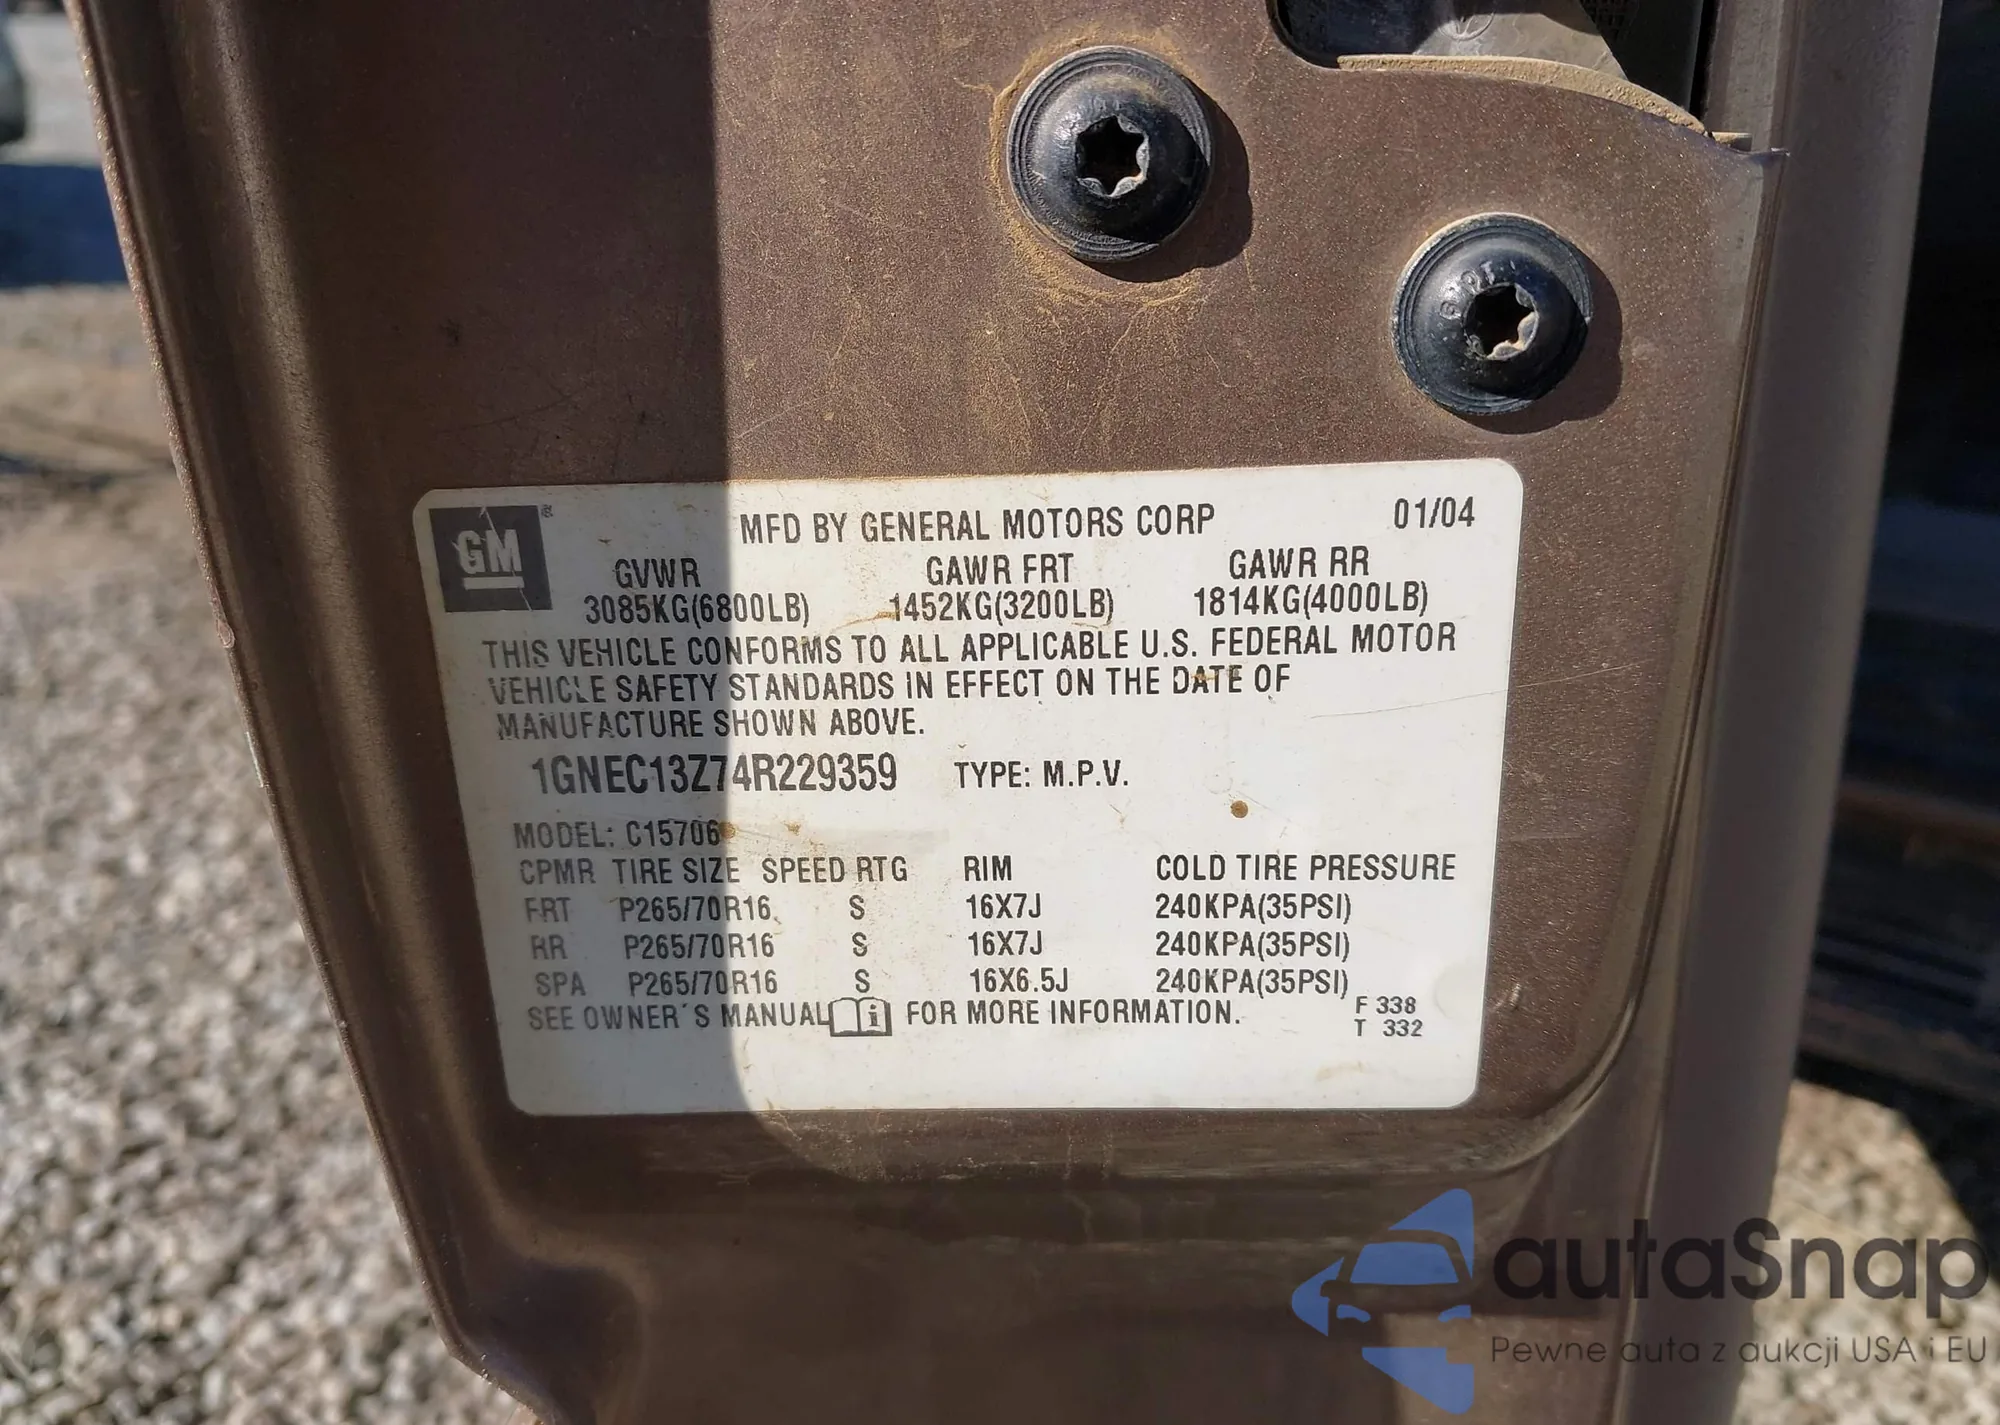 GM
MFD BY GENERAL MOTORS CORP 01/04
GVWR GAWR FRT GAWR RR
3085KG(6800LB) 1452KG(3200LB) 1814KG(4000LB)
THIS VEHICLE CONFORMS TO ALL APPLICABLE U.S. FEDERAL MOTOR
VEHICLE SAFETY STANDARDS IN EFFECT ON THE DATE OF
MANUFACTURE SHOWN ABOVE.
1GNEC13Z74R229359 TYPE: M.P.V.
MODEL: C15706
CPMR TIRE SIZE SPEED RTG RIM COLD TIRE PRESSURE
FRT P265/70R16 S 16X7J 240KPA(35PSI)
RR P265/70R16 S 16X7J 240KPA(35PSI)
SPA P265/70R16 S 16X6.5J 240KPA(35PSI)
SEE OWNER´S MANUAL i FOR MORE INFORMATION.
F 338
T 332
autaSnap
Pewne auta z aukcji USA i EU